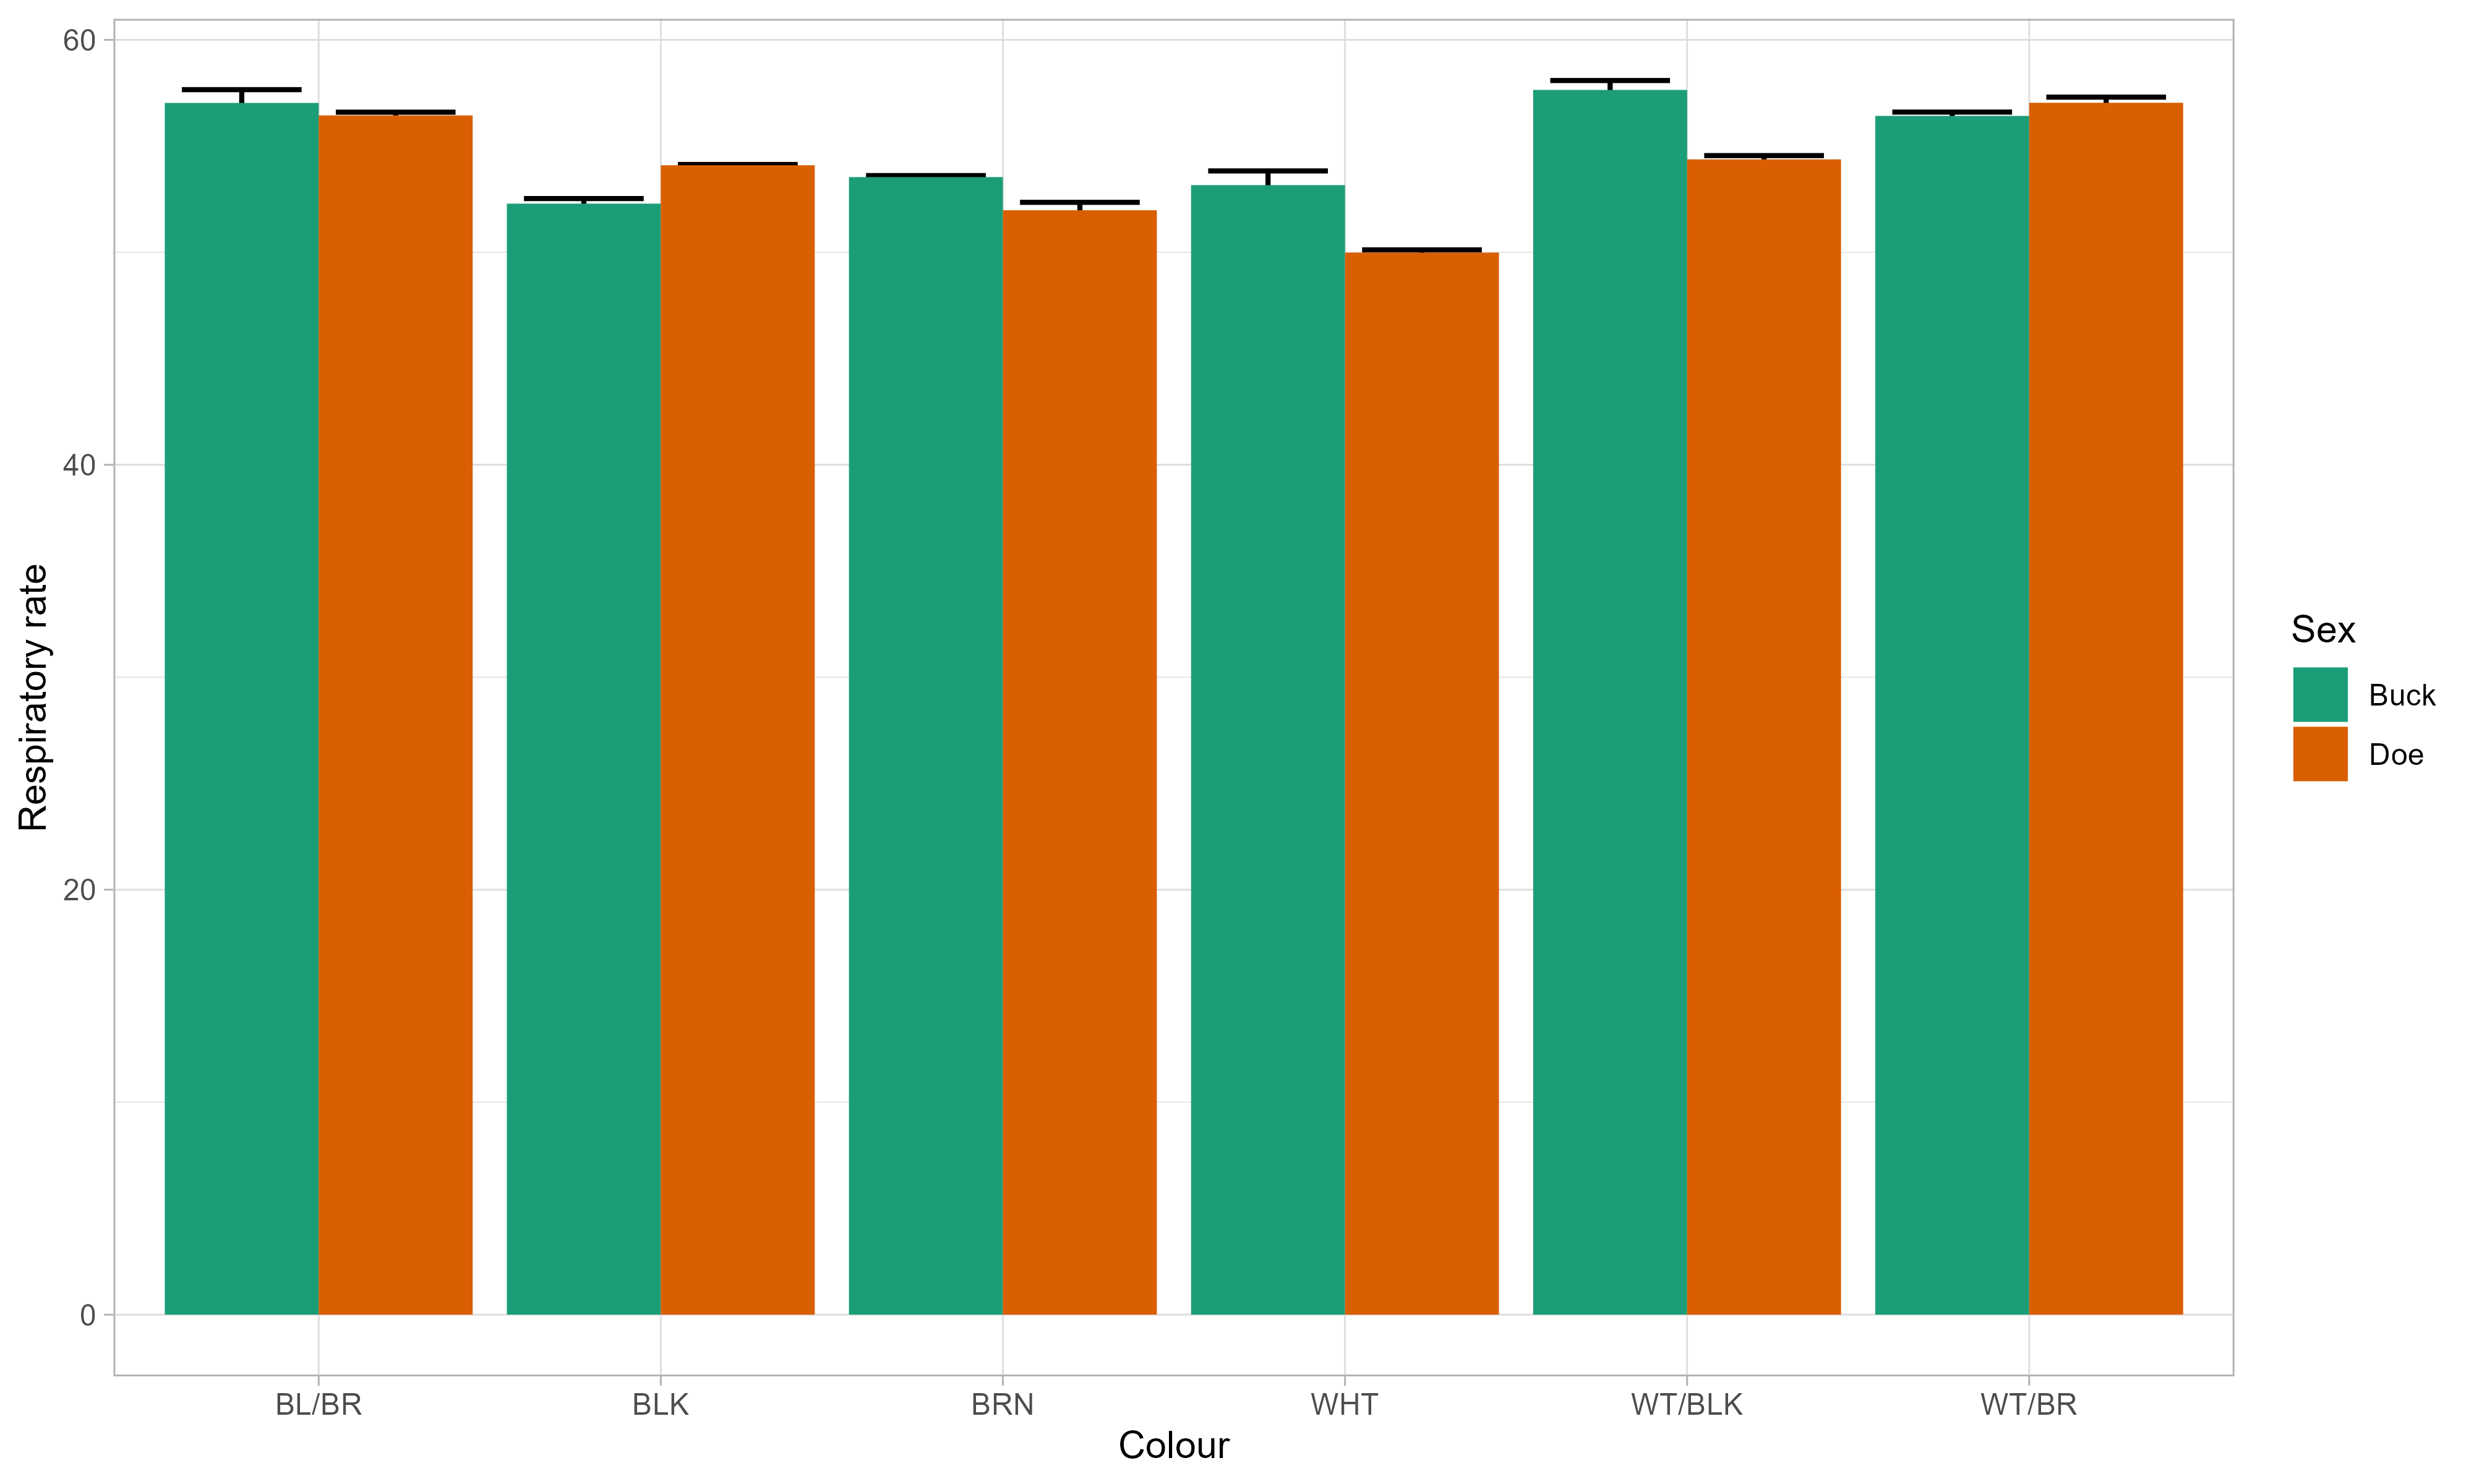 60
40
20
0
Respiratory rate
BL/BR
BLK
BRN
WHT
WT/BLK
WT/BR
Colour
Sex
Buck
Doe